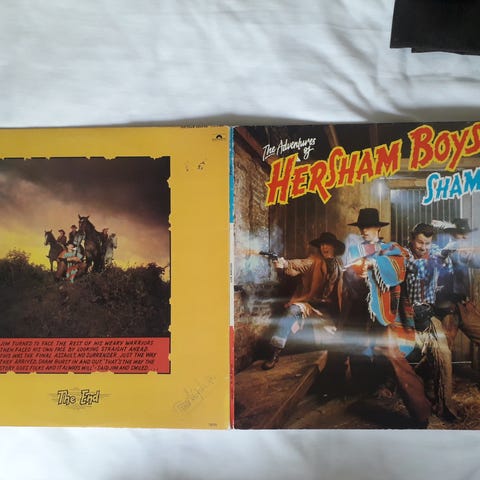 JIM TURNED TO FACE THE REST OF HIS WEARY WARRIORS
THEN FACED HIS OWN FACE BY LOOKING STRAIGHT AHEAD.
THIS WAS THE FINAL ASSAULT, NO SURRENDER, JUST THE WAY
THEY ARRIVED, SHAM BURST IN AND OUT. "THAT'S THE WAY THE
STORY GOES FOLKS AND IT ALWAYS WILL"- SAID JIM AND SMILED....
The End
The Adventures
of
HERSHAM BOYS
SHAM